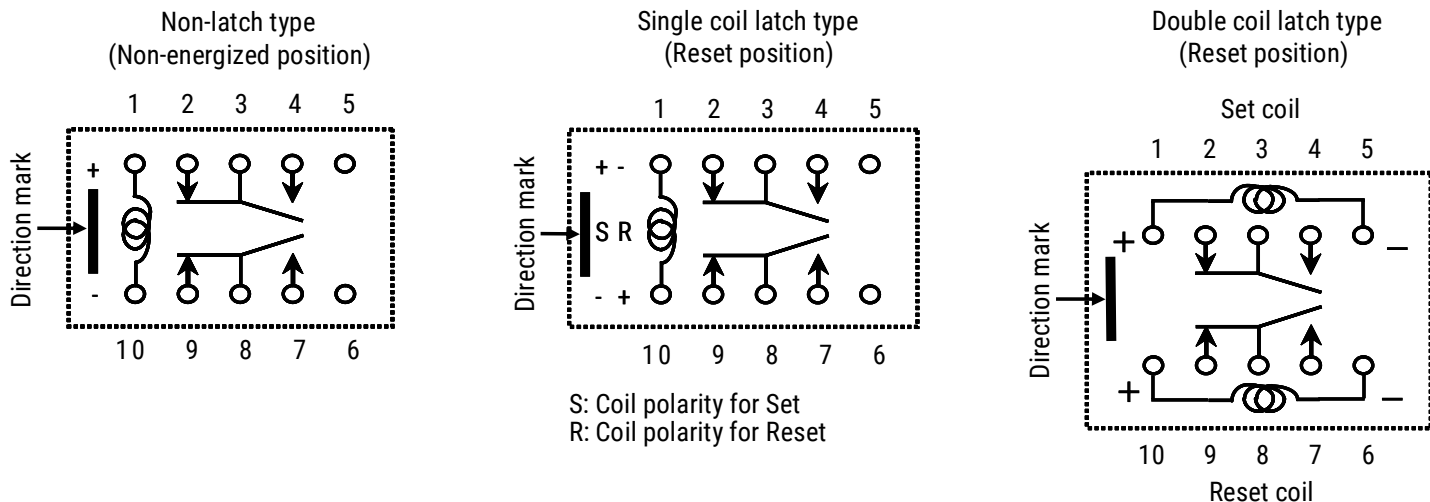 Non-latch type
(Non-energized position)
1 2 3 4 5
Direction mark
+
-
10 9 8 7 6
Single coil latch type
(Reset position)
1 2 3 4 5
Direction mark
+ -
S R
- +
10 9 8 7 6
S: Coil polarity for Set
R: Coil polarity for Reset
Double coil latch type
(Reset position)
Set coil
1 2 3 4 5
Direction mark
+ –
+ –
10 9 8 7 6
Reset coil